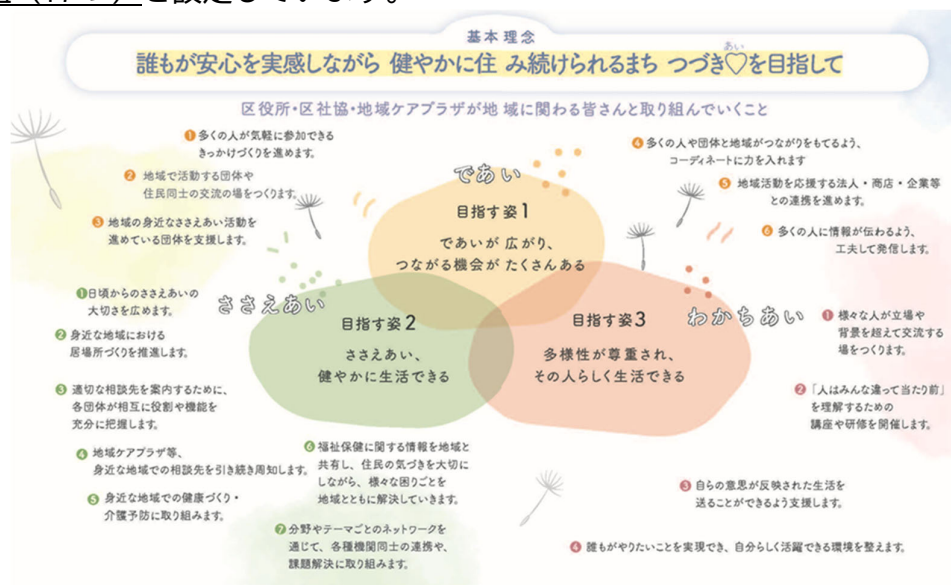 と設定しています。
基本理念
誰もが安心を実感しながら 健やかに住 み続けられるまち つづき♡を目指して
あい
区役所・区社協・地域ケアプラザが地 域に関わる皆さんと取り組んでいくこと
であい
❶ 多くの人が気軽に参加できる
きっかけづくりを進めます。
❷ 地域で活動する団体や
住民同士の交流の場をつくります。
❸ 地域の身近なささえあい活動を
進めている団体を支援します。
❹ 多くの人や団体と地域がつながりをもてるよう、
コーディネートに力を入れます
❺ 地域活動を応援する法人・商店・企業等
との連携を進めます。
❻ 多くの人に情報が伝わるよう、
工夫して発信します。
目指す姿1
であいが 広がり、
つながる機会が たくさんある
ささえあい
目指す姿2
ささえあい、
健やかに生活できる
❶ 日頃からのささえあいの
大切さを広めます。
❷ 身近な地域における
居場所づくりを推進します。
❸ 適切な相談先を案内するために、
各団体が相互に役割や機能を
充分に把握します。
❹ 地域ケアプラザ等、
身近な地域での相談先を引き続き周知します。
❺ 身近な地域での健康づくり・
介護予防に取り組みます。
❻ 福祉保健に関する情報を地域と
共有し、住民の気づきを大切に
しながら、様々な困りごとを
地域とともに解決していきます。
❼ 分野やテーマごとのネットワークを
通じて、各種機関同士の連携や、
課題解決に取り組みます。
わかちあい
目指す姿3
多様性が尊重され、
その人らしく生活できる
❶ 様々な人が立場や
背景を超えて交流する
場をつくります。
❷ 「人はみんな違って当たり前」
を理解するための
講座や研修を開催します。
❸ 自らの意思が反映された生活を
送ることができるよう支援します。
❹ 誰もがやりたいことを実現でき、自分らしく活躍できる環境を整えます。